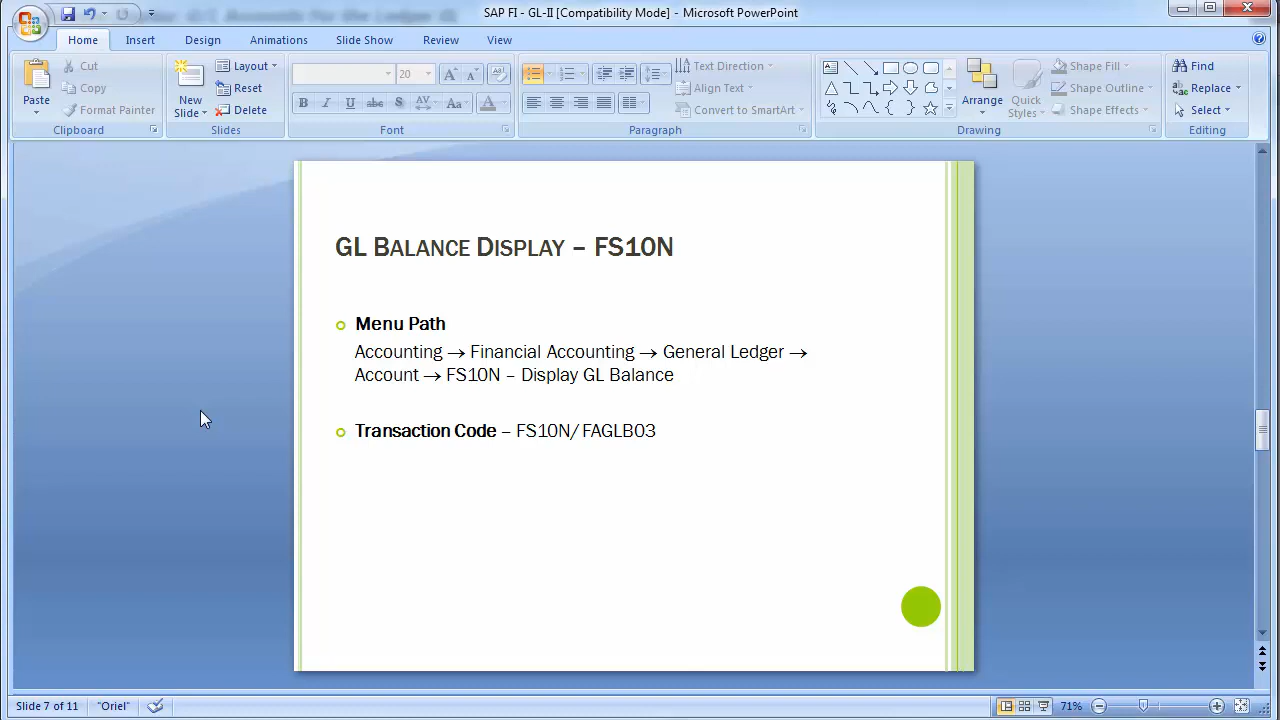 SAP FI - GL-II [Compatibility Mode] - Microsoft PowerPoint
Home Insert Design Animations Slide Show Review View
Paste
Cut
Copy
Format Painter
Clipboard
New Slide
Layout
Reset
Delete
Slides
20
B I U abc S AV Aa A
Font
Text Direction
Align Text
Convert to SmartArt
Paragraph
Arrange
Quick Styles
Shape Fill
Shape Outline
Shape Effects
Drawing
Find
Replace
Select
Editing
GL BALANCE DISPLAY – FS10N
Menu Path
Accounting → Financial Accounting → General Ledger →
Account → FS10N – Display GL Balance
Transaction Code – FS10N/ FAGLB03
Slide 7 of 11 "Oriel" 71%